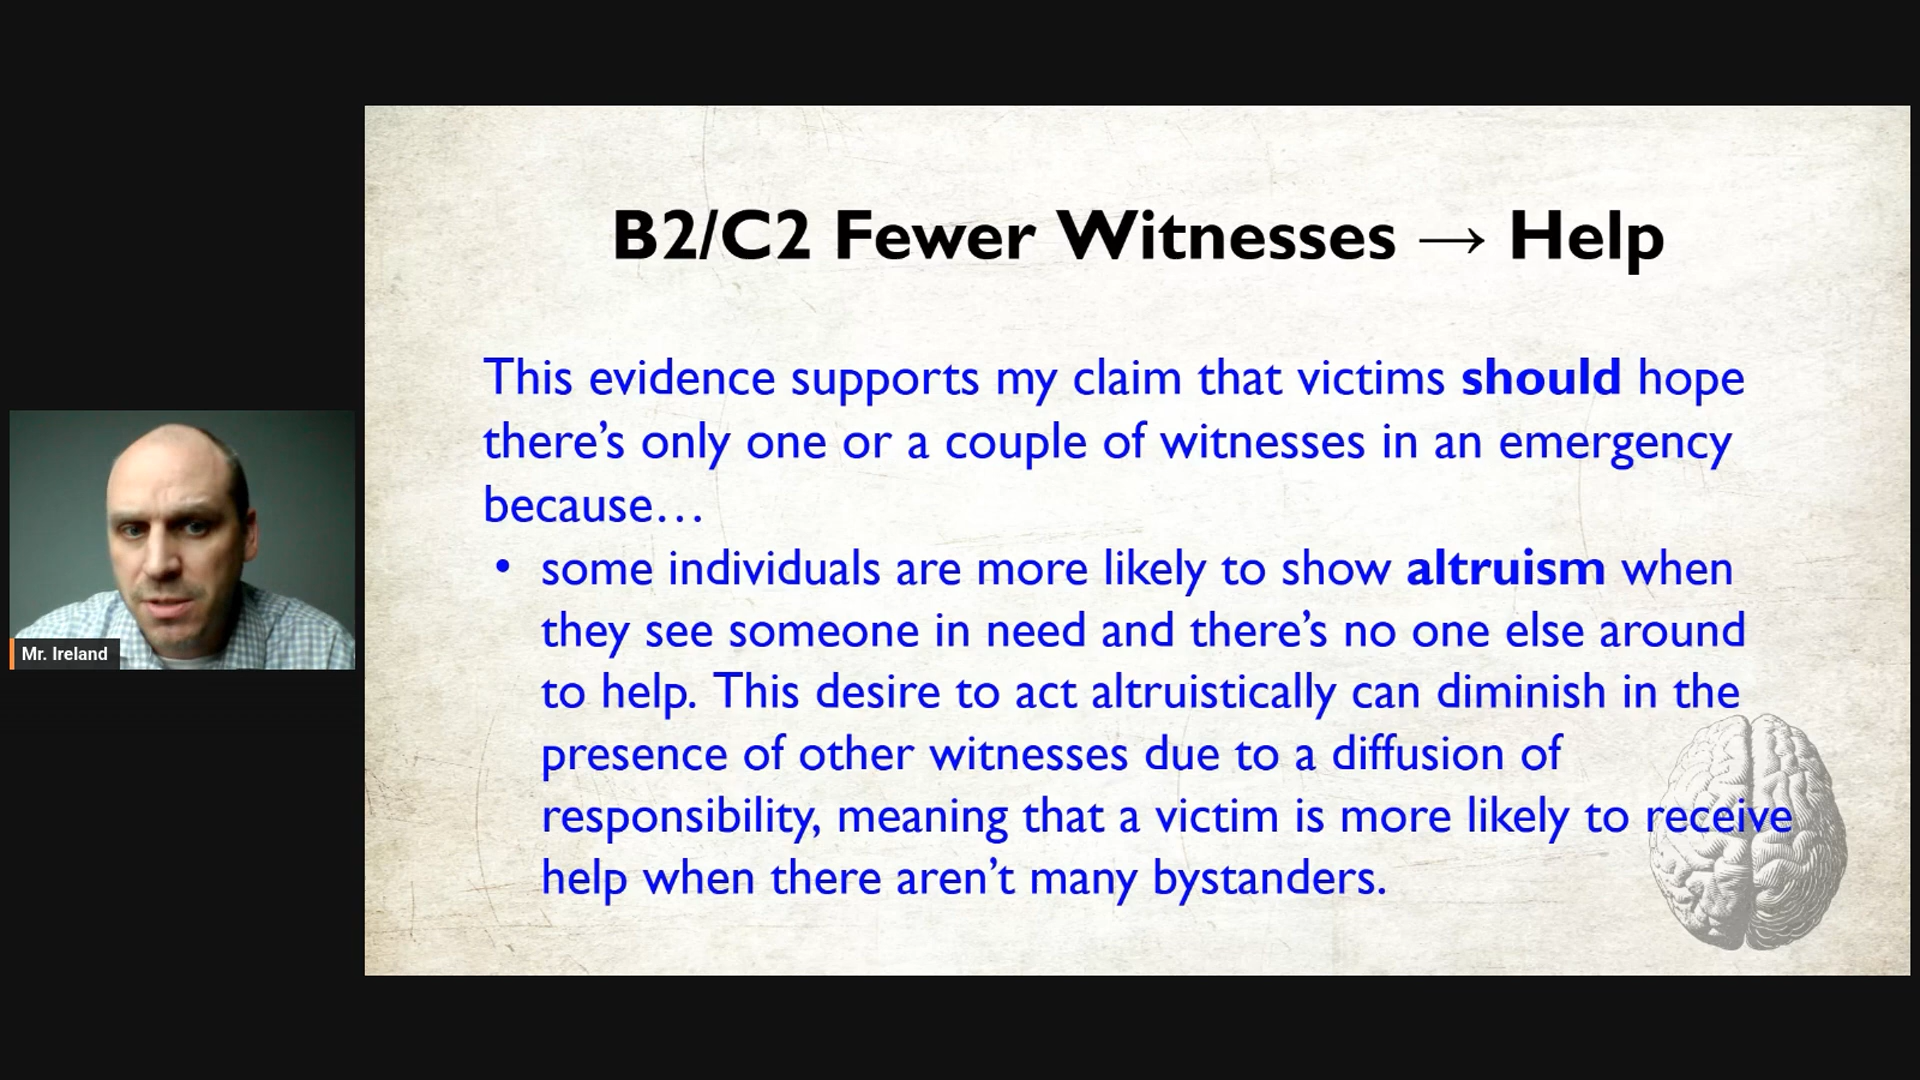 B2/C2 Fewer Witnesses → Help
This evidence supports my claim that victims should hope
there’s only one or a couple of witnesses in an emergency
because…
• some individuals are more likely to show altruism when
they see someone in need and there’s no one else around
to help. This desire to act altruistically can diminish in the
presence of other witnesses due to a diffusion of
responsibility, meaning that a victim is more likely to receive
help when there aren’t many bystanders.
Mr. Ireland